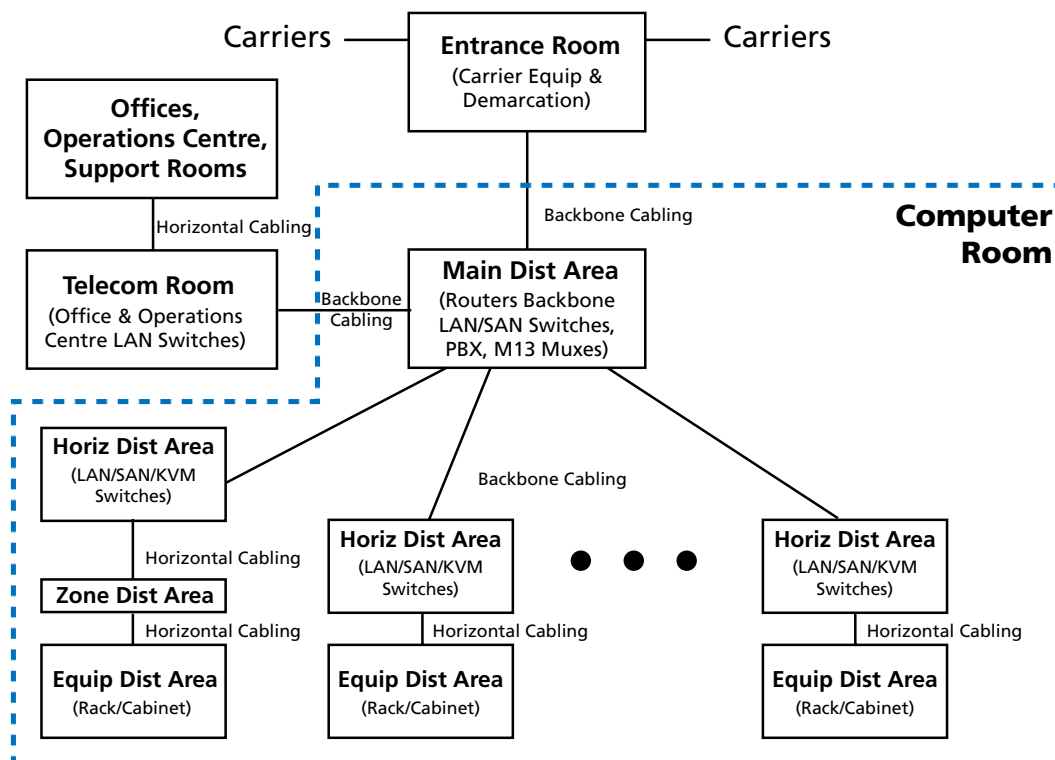 Carriers
Entrance Room
(Carrier Equip &
Demarcation)
Carriers
Offices,
Operations Centre,
Support Rooms
Horizontal Cabling
Backbone Cabling
Computer
Room
Telecom Room
(Office & Operations
Centre LAN Switches)
Backbone
Cabling
Main Dist Area
(Routers Backbone
LAN/SAN Switches,
PBX, M13 Muxes)
Horiz Dist Area
(LAN/SAN/KVM
Switches)
Backbone Cabling
Horiz Dist Area
(LAN/SAN/KVM
Switches)
Horiz Dist Area
(LAN/SAN/KVM
Switches)
Horizontal Cabling
Zone Dist Area
Horizontal Cabling
Horizontal Cabling
Horizontal Cabling
Equip Dist Area
(Rack/Cabinet)
Equip Dist Area
(Rack/Cabinet)
Equip Dist Area
(Rack/Cabinet)